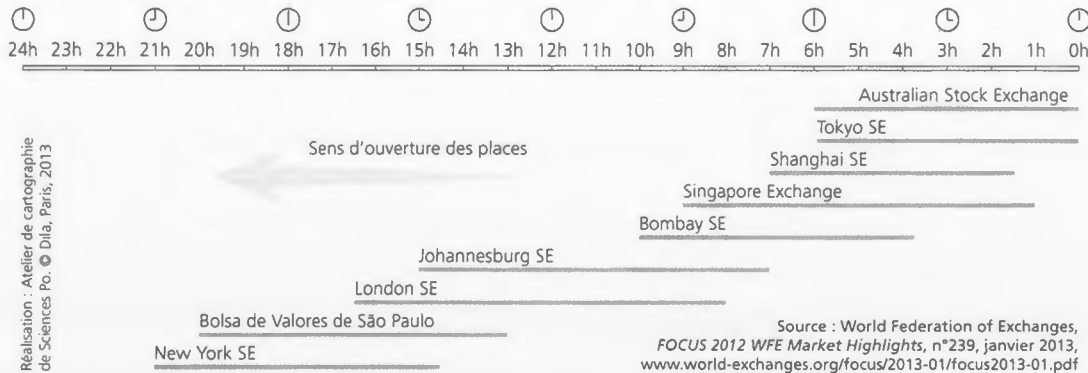 24h 23h 22h 21h 20h 19h 18h 17h 16h 15h 14h 13h 12h 11h 10h 9h 8h 7h 6h 5h 4h 3h 2h 1h 0h
Australian Stock Exchange
Tokyo SE
Sens d'ouverture des places
Shanghai SE
Singapore Exchange
Bombay SE
Johannesburg SE
London SE
Bolsa de Valores de São Paulo
New York SE
Source : World Federation of Exchanges,
FOCUS 2012 WFE Market Highlights, n°239, janvier 2013,
www.world-exchanges.org/focus/2013-01/focus2013-01.pdf
Réalisation : Atelier de cartographie
de Sciences Po. © Dila, Paris, 2013